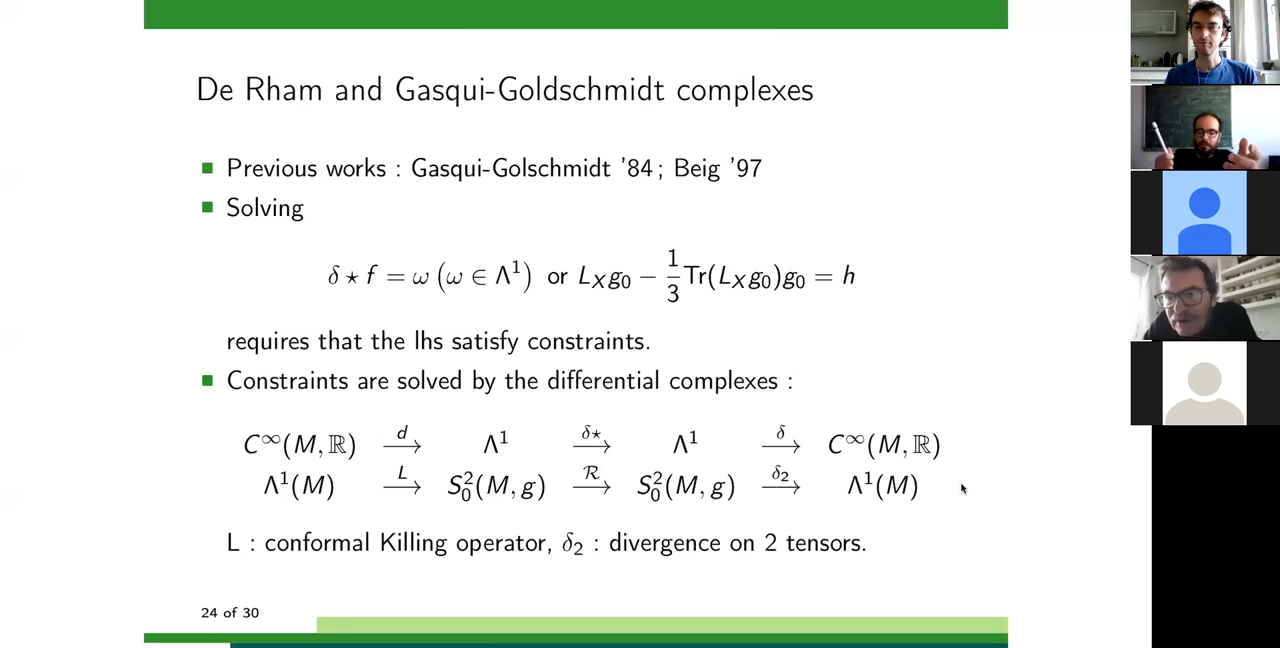 De Rham and Gasqui-Goldschmidt complexes
Previous works : Gasqui-Golschmidt '84 ; Beig '97
Solving
δ ⋆ f = ω (ω ∈ Λ¹) or L_X g₀ − 1/3 Tr(L_X g₀)g₀ = h
requires that the lhs satisfy constraints.
Constraints are solved by the differential complexes :
C^∞(M, ℝ) —d→ Λ¹ —δ⋆→ Λ¹ —δ→ C^∞(M, ℝ)
Λ¹(M) —L→ S₀²(M, g) —ℛ→ S₀²(M, g) —δ₂→ Λ¹(M)
L : conformal Killing operator, δ₂ : divergence on 2 tensors.
24 of 30